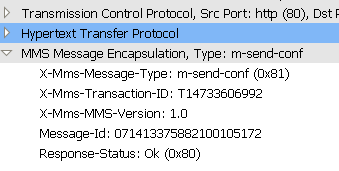 Transmission Control Protocol, Src Port: http (80), Dst P
Hypertext Transfer Protocol
MMS Message Encapsulation, Type: m-send-conf
X-Mms-Message-Type: m-send-conf (0x81)
X-Mms-Transaction-ID: T14733606992
X-Mms-MMS-Version: 1.0
Message-Id: 071413375882100105172
Response-Status: Ok (0x80)